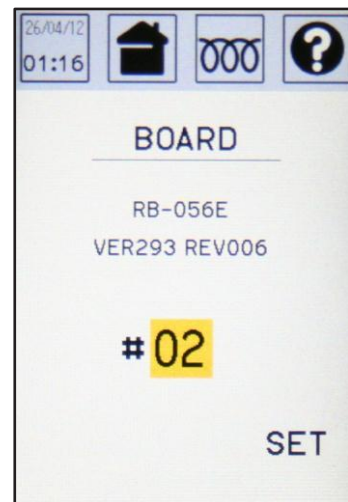 26/04/12
01:16
?
BOARD
RB-056E
VER293 REV006
#02
SET